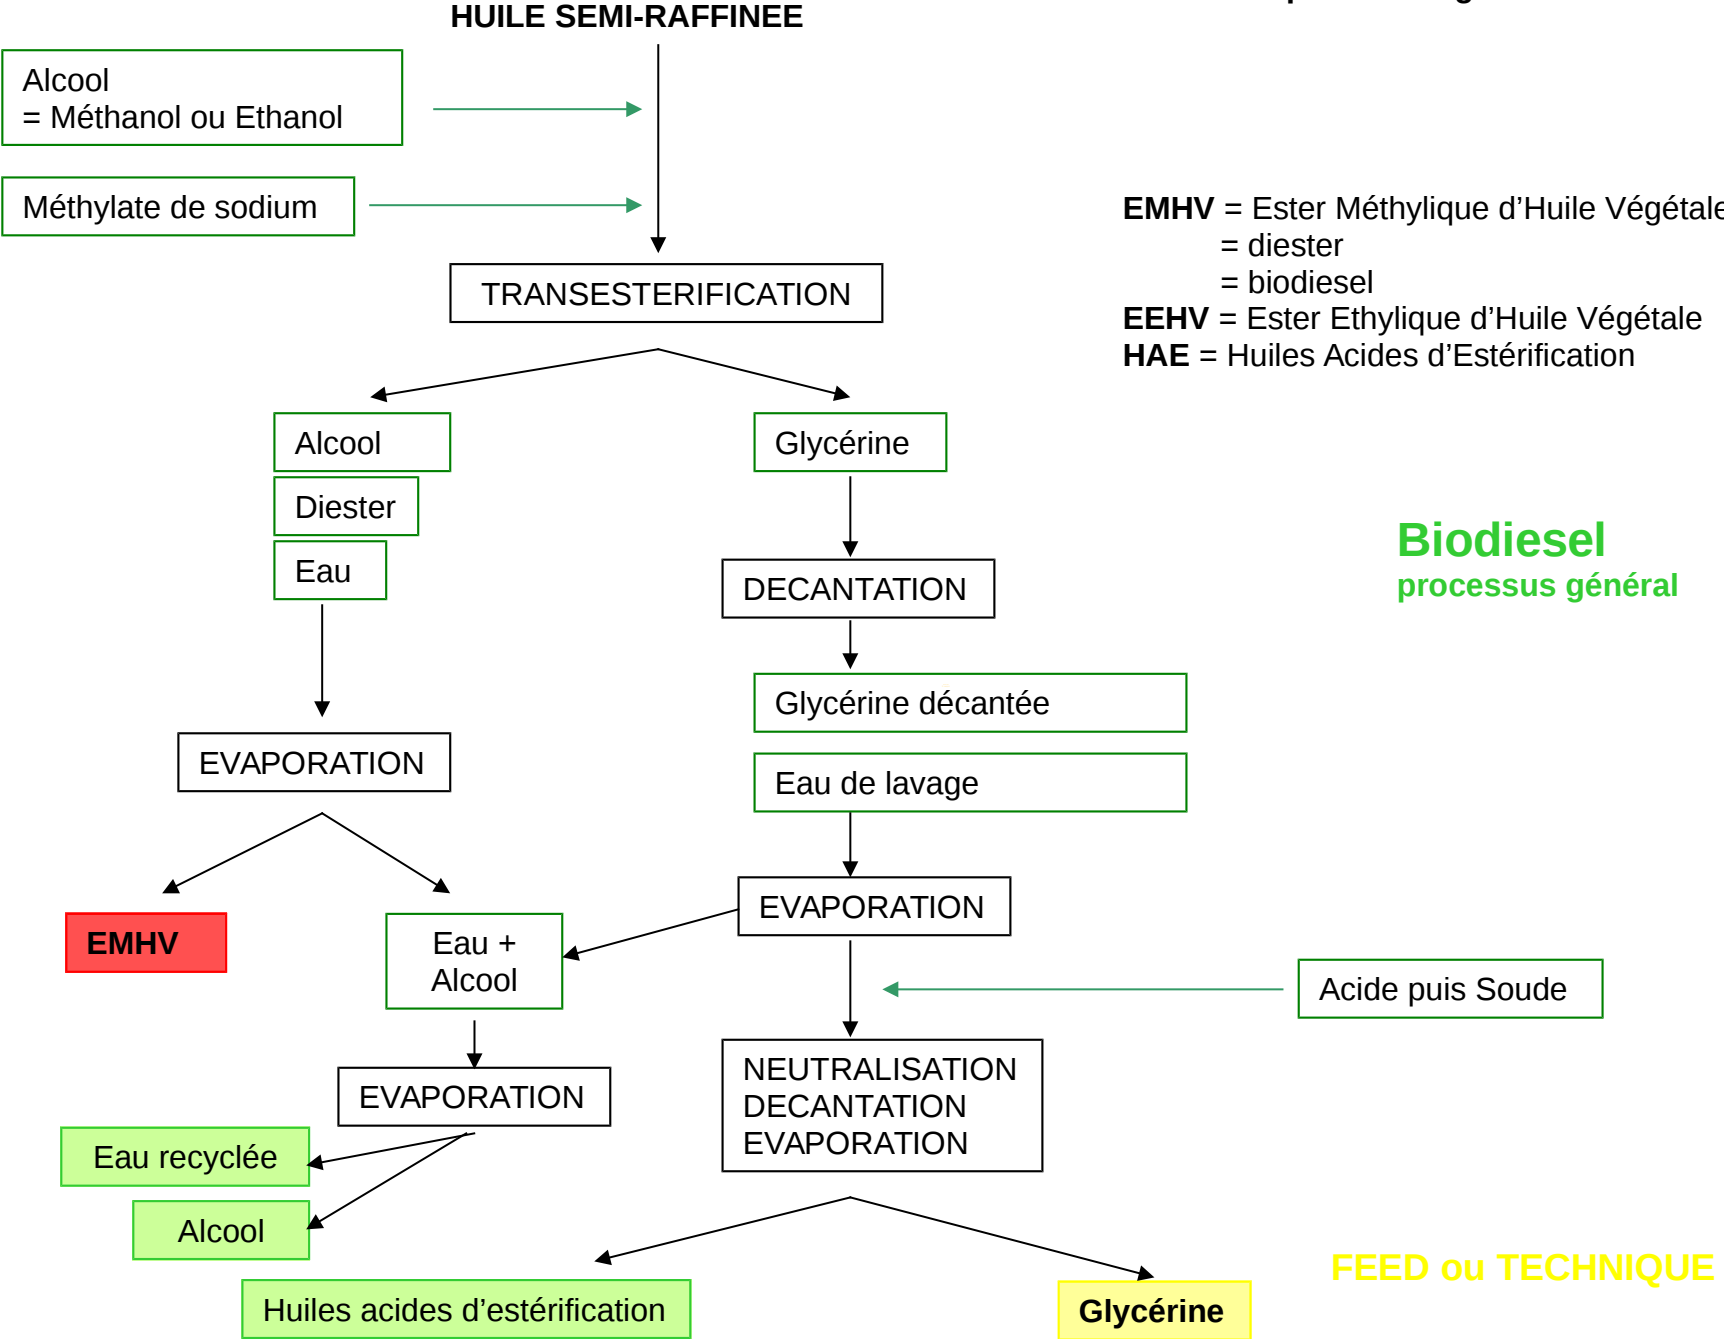 HUILE SEMI-RAFFINEE
Alcool
= Méthanol ou Ethanol
Méthylate de sodium
EMHV = Ester Méthylique d’Huile Végétale
= diester
= biodiesel
EEHV = Ester Ethylique d’Huile Végétale
HAE = Huiles Acides d’Estérification
TRANSESTERIFICATION
Alcool
Glycérine
Diester
Eau
Biodiesel
processus général
DECANTATION
Glycérine décantée
EVAPORATION
Eau de lavage
EVAPORATION
EMHV
Eau +
Alcool
Acide puis Soude
EVAPORATION
NEUTRALISATION
DECANTATION
EVAPORATION
Eau recyclée
Alcool
FEED ou TECHNIQUE
Huiles acides d’estérification
Glycérine